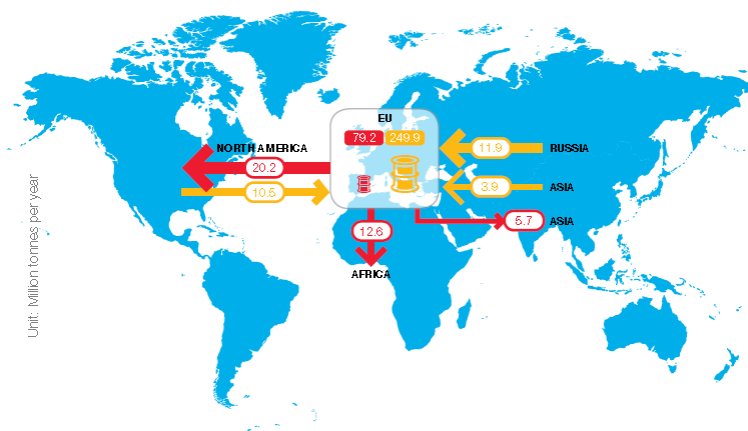 EU
79.2 249.9
NORTH AMERICA
20.2
10.5
11.9
RUSSIA
3.9
ASIA
5.7
ASIA
12.6
AFRICA
Unit: Million tonnes per year